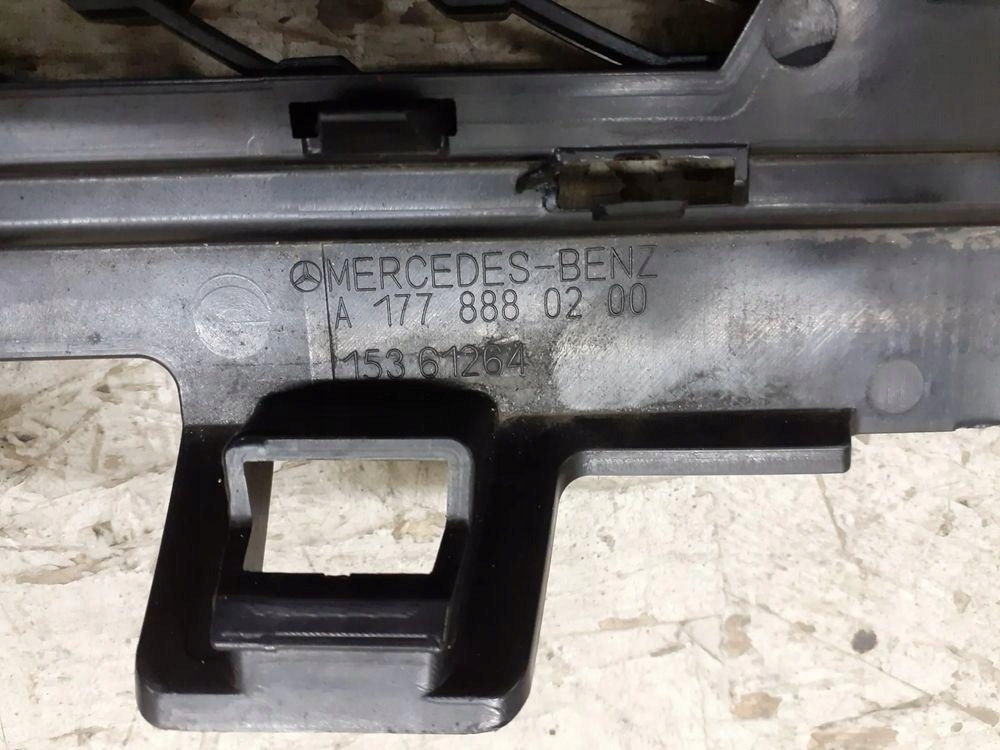 MERCEDES-BENZ
A 177 888 02 00
153 61264